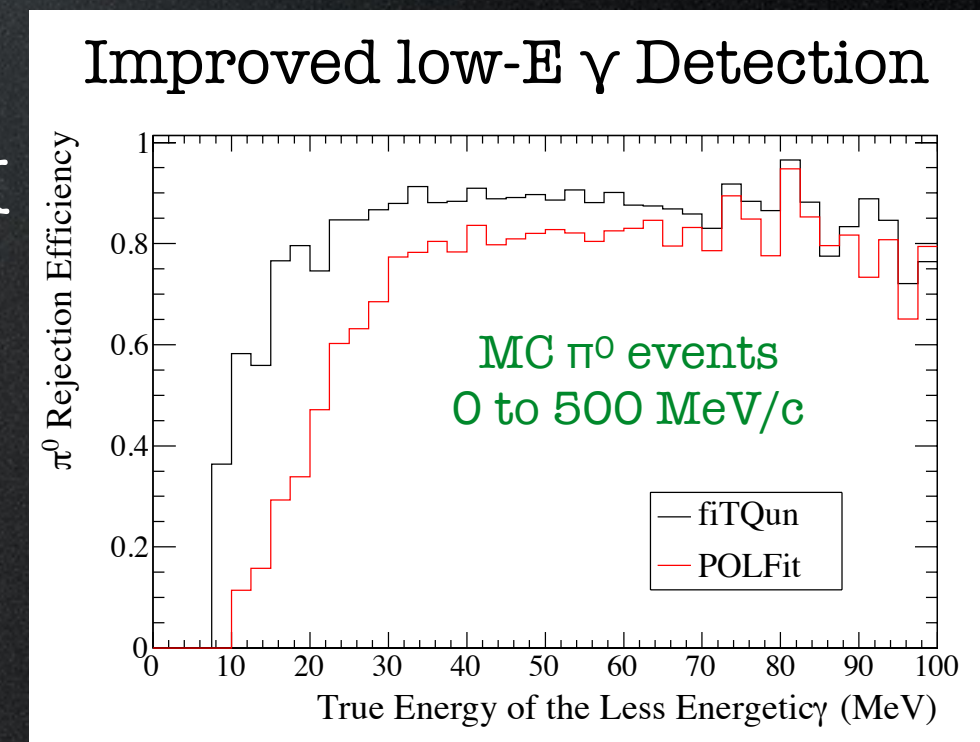 Improved low-E γ Detection
π⁰ Rejection Efficiency
1
0.8
0.6
0.4
0.2
0
MC π⁰ events
0 to 500 MeV/c
fiTQun
POLFit
0 10 20 30 40 50 60 70 80 90 100
True Energy of the Less Energeticγ (MeV)